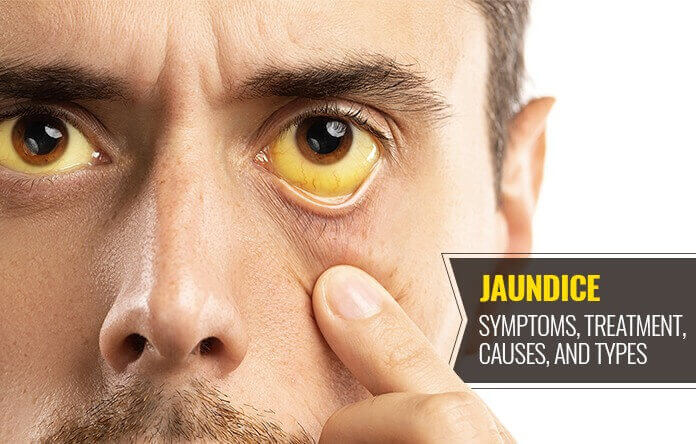 JAUNDICE
SYMPTOMS, TREATMENT,
CAUSES, AND TYPES